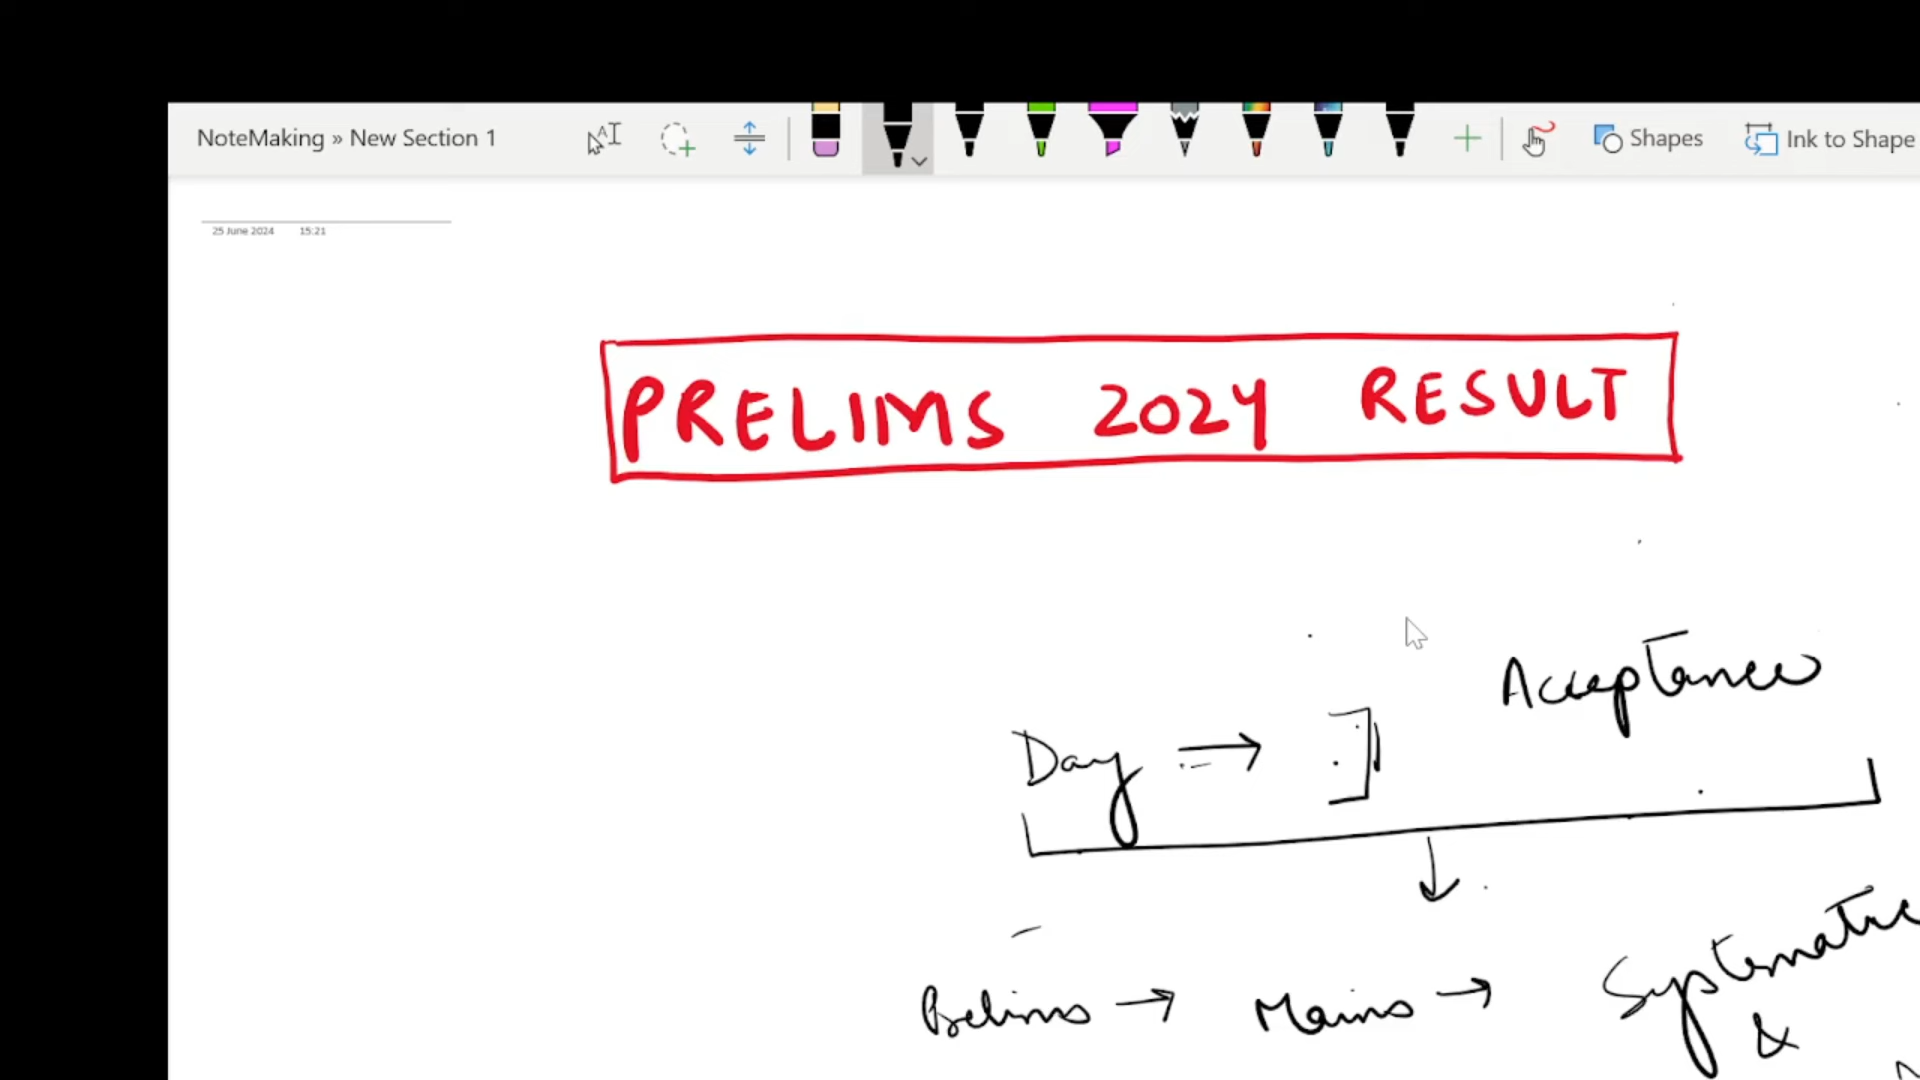 NoteMaking » New Section 1
Shapes
Ink to Shape
25 June 2024 15:21
PRELIMS 2024 RESULT
Acceptance
Day →
Prelims → Mains → Systematic
&